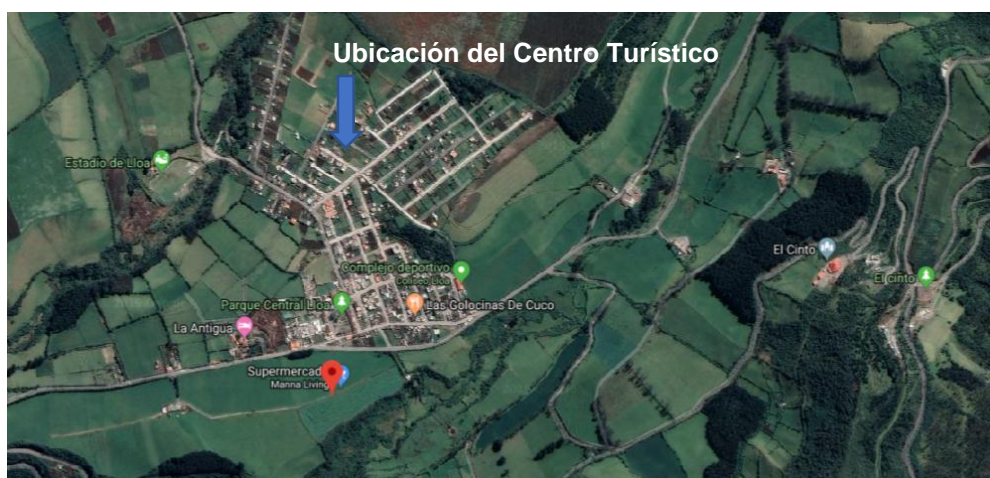 Ubicación del Centro Turístico
Estadio de Lloa
El Cinto
El cinto
Complejo deportivo
Coliseo Lloa
Parque Central Lloa
Las Golocinas De Cuco
La Antigua
Supermercad
Manna Living